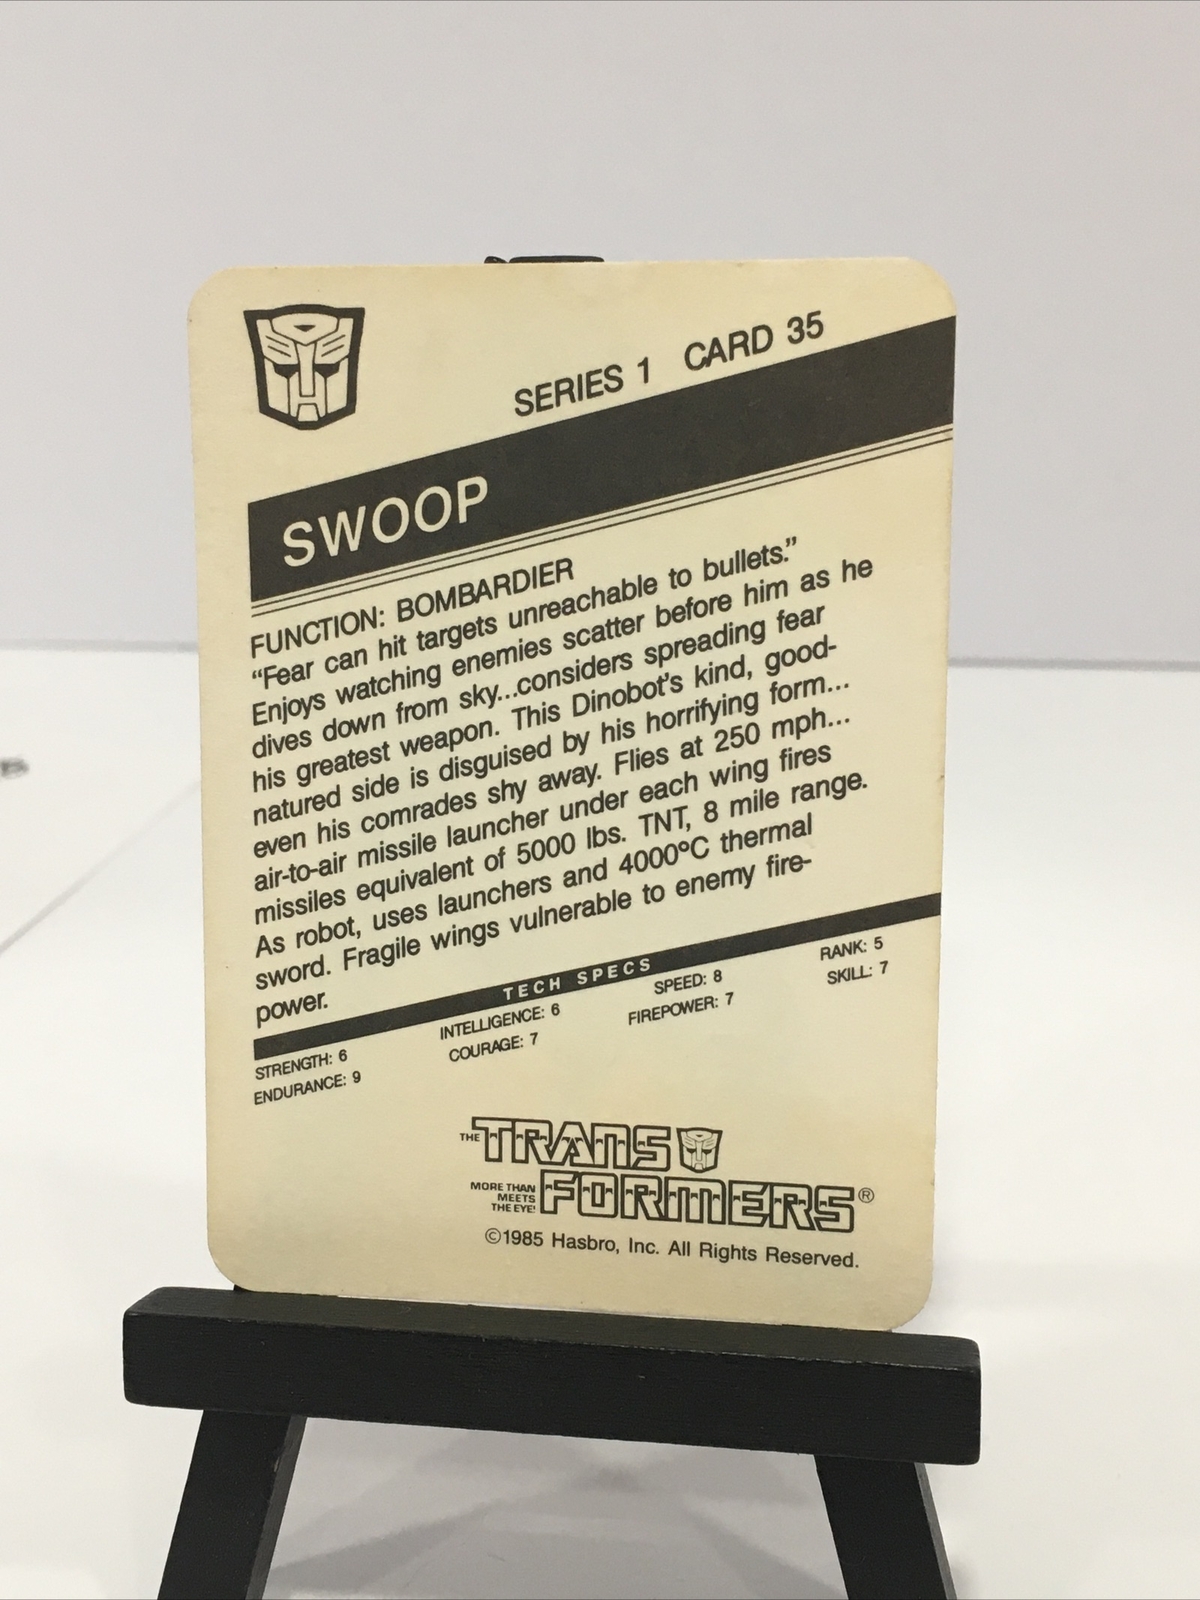 SERIES 1 CARD 35
SWOOP
FUNCTION: BOMBARDIER
“Fear can hit targets unreachable to bullets.”
Enjoys watching enemies scatter before him as he
dives down from sky...considers spreading fear
his greatest weapon. This Dinobot's kind, good-
natured side is disguised by his horrifying form...
even his comrades shy away. Flies at 250 mph...
air-to-air missile launcher under each wing fires
missiles equivalent of 5000 lbs. TNT, 8 mile range.
As robot, uses launchers and 4000°C thermal
sword. Fragile wings vulnerable to enemy fire-
power.
TECH SPECS
STRENGTH: 6 INTELLIGENCE: 6 SPEED: 8 RANK: 5
ENDURANCE: 9 COURAGE: 7 FIREPOWER: 7 SKILL: 7
THE TRANS
MORE THAN
MEETS
THE EYE!
FORMERS®
©1985 Hasbro, Inc. All Rights Reserved.